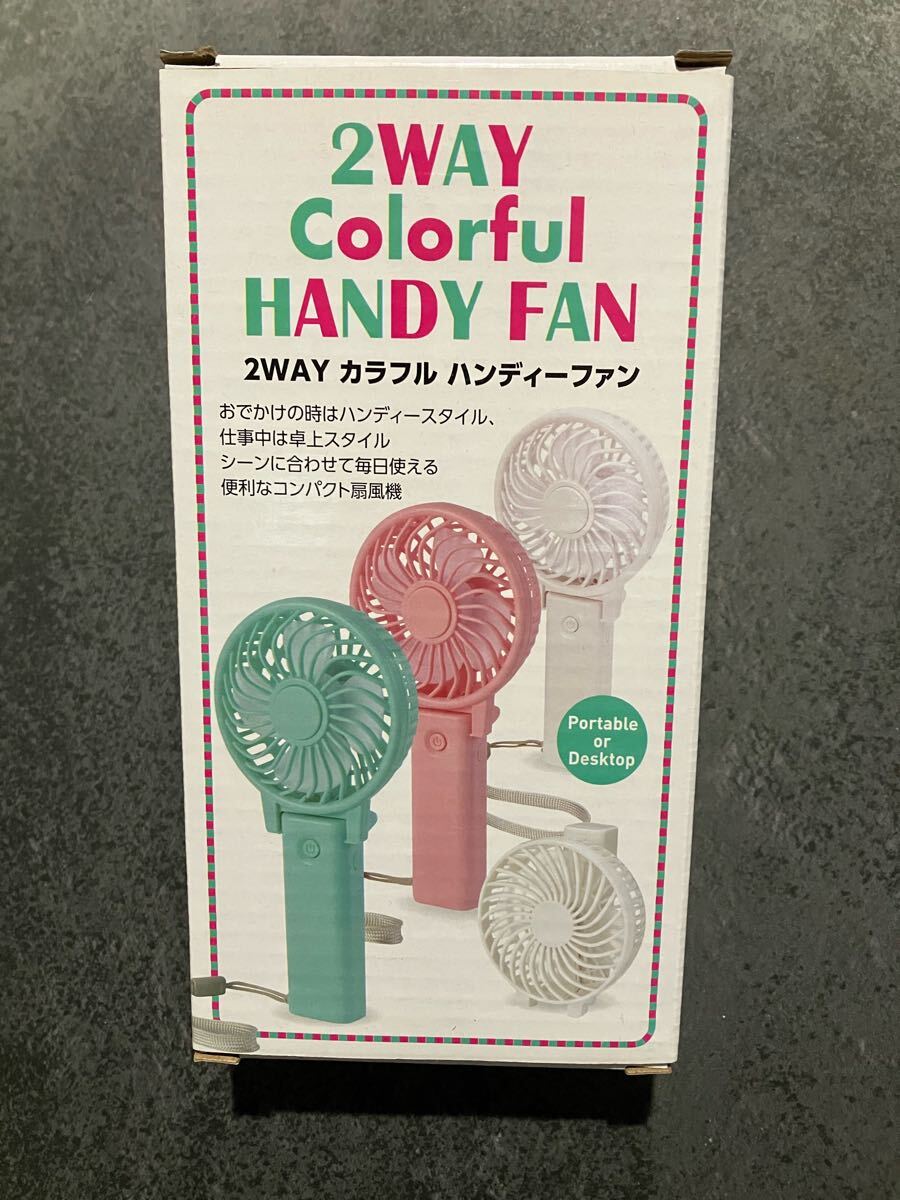 2WAY
Colorful
HANDY FAN
2WAY カラフル ハンディーファン
おでかけの時はハンディースタイル、
仕事中は卓上スタイル
シーンに合わせて毎日使える
便利なコンパクト扇風機
Portable
or
Desktop